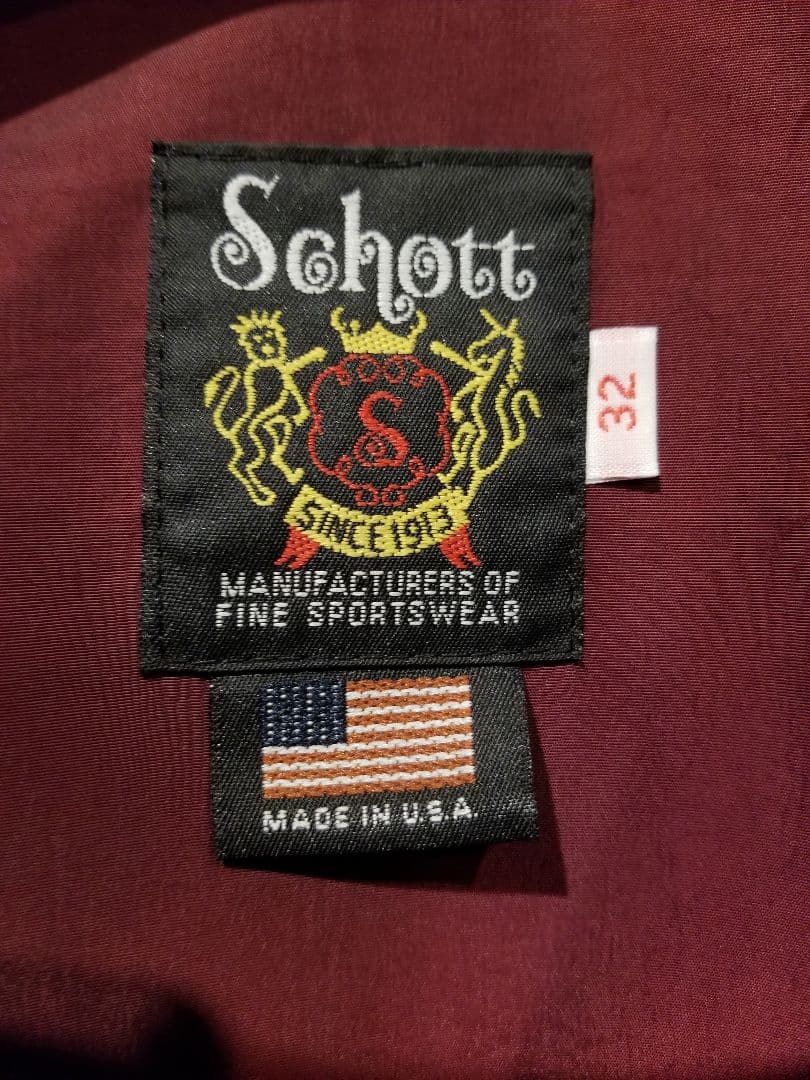 Schott
S
SINCE 1913
MANUFACTURERS OF
FINE SPORTSWEAR
32
MADE IN U.S.A.